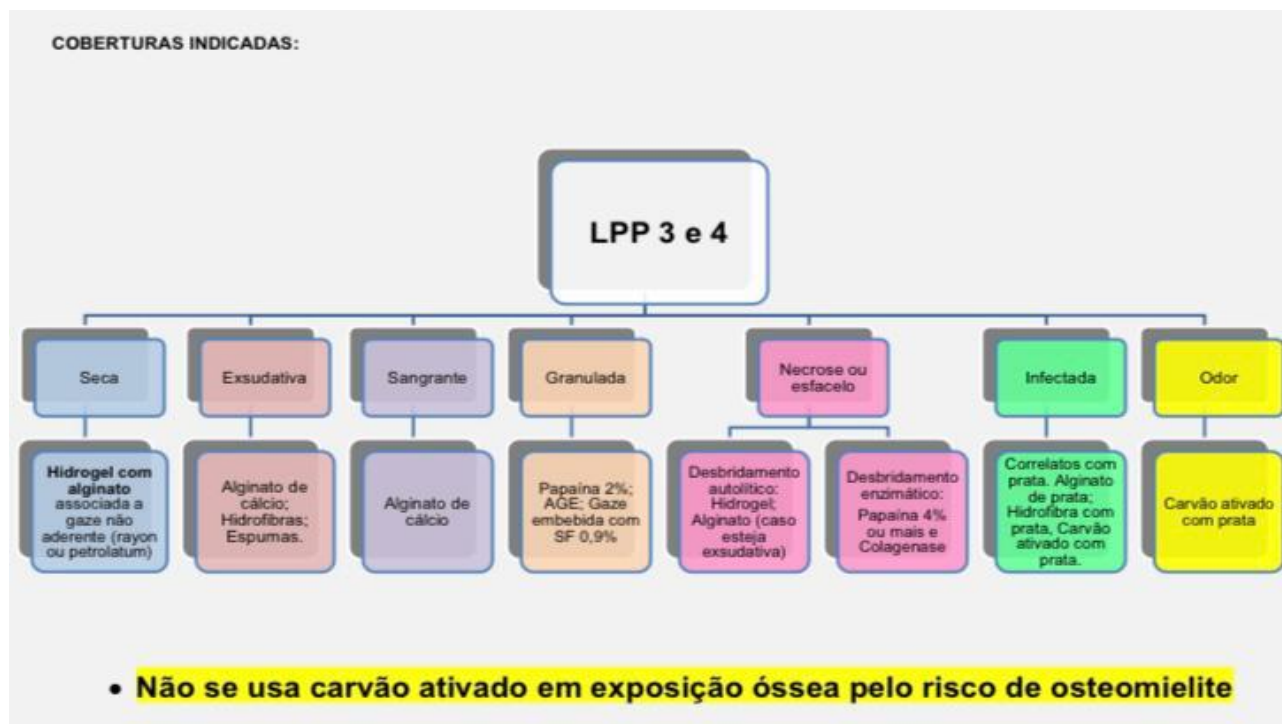 COBERTURAS INDICADAS:
LPP 3 e 4
Seca
Exsudativa
Sangrante
Granulada
Necrose ou
esfacelo
Infectada
Odor
Hidrogel com
alginato
associada a
gaze não
aderente (rayon
ou petrolatum)
Alginato de
cálcio;
Hidrofibras;
Espumas.
Alginato de
cálcio
Papaína 2%;
AGE; Gaze
embebida com
SF 0,9%
Desbridamento
autolítico:
Hidrogel;
Alginato (caso
esteja
exsudativa)
Desbridamento
enzimático:
Papaína 4%
ou mais e
Colagenase
Correlatos com
prata. Alginato
de prata;
Hidrofibra com
prata, Carvão
ativado com
prata.
Carvão ativado
com prata
• Não se usa carvão ativado em exposição óssea pelo risco de osteomielite